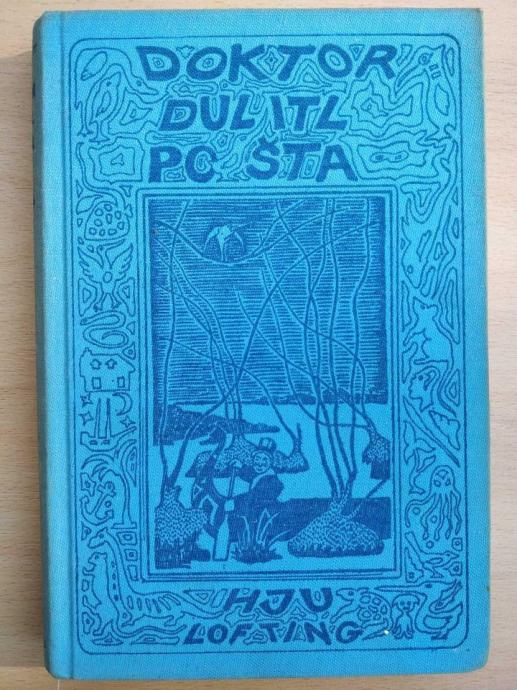 DOKTOR
DULITL
POŠTA
HJU
LOFTING